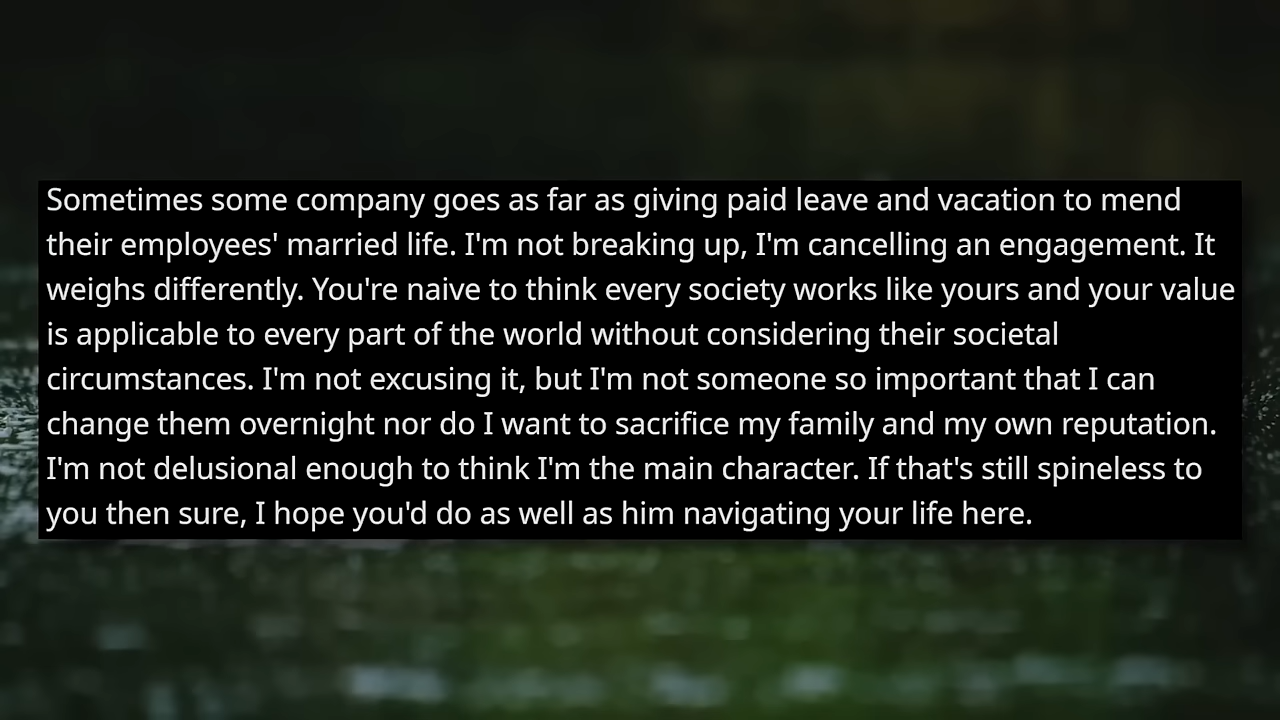 Sometimes some company goes as far as giving paid leave and vacation to mend
their employees' married life. I'm not breaking up, I'm cancelling an engagement. It
weighs differently. You're naive to think every society works like yours and your value
is applicable to every part of the world without considering their societal
circumstances. I'm not excusing it, but I'm not someone so important that I can
change them overnight nor do I want to sacrifice my family and my own reputation.
I'm not delusional enough to think I'm the main character. If that's still spineless to
you then sure, I hope you'd do as well as him navigating your life here.